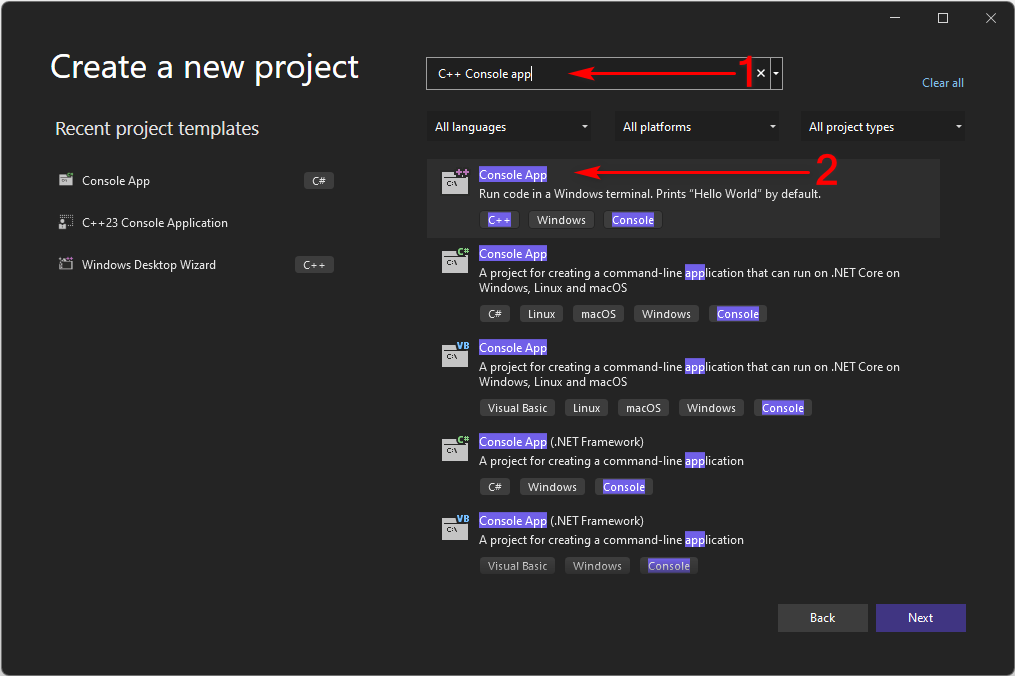 Create a new project
C++ Console app
1
Clear all
Recent project templates
Console App
C#
C++23 Console Application
Windows Desktop Wizard
C++
All languages
All platforms
All project types
2
C:\
++
Console App
Run code in a Windows terminal. Prints “Hello World” by default.
C++ Windows Console
C:\
C#
Console App
A project for creating a command-line application that can run on .NET Core on
Windows, Linux and macOS
C# Linux macOS Windows Console
C:\
VB
Console App
A project for creating a command-line application that can run on .NET Core on
Windows, Linux and macOS
Visual Basic Linux macOS Windows Console
C:\
C#
Console App (.NET Framework)
A project for creating a command-line application
C# Windows Console
C:\
VB
Console App (.NET Framework)
A project for creating a command-line application
Visual Basic Windows Console
Back
Next